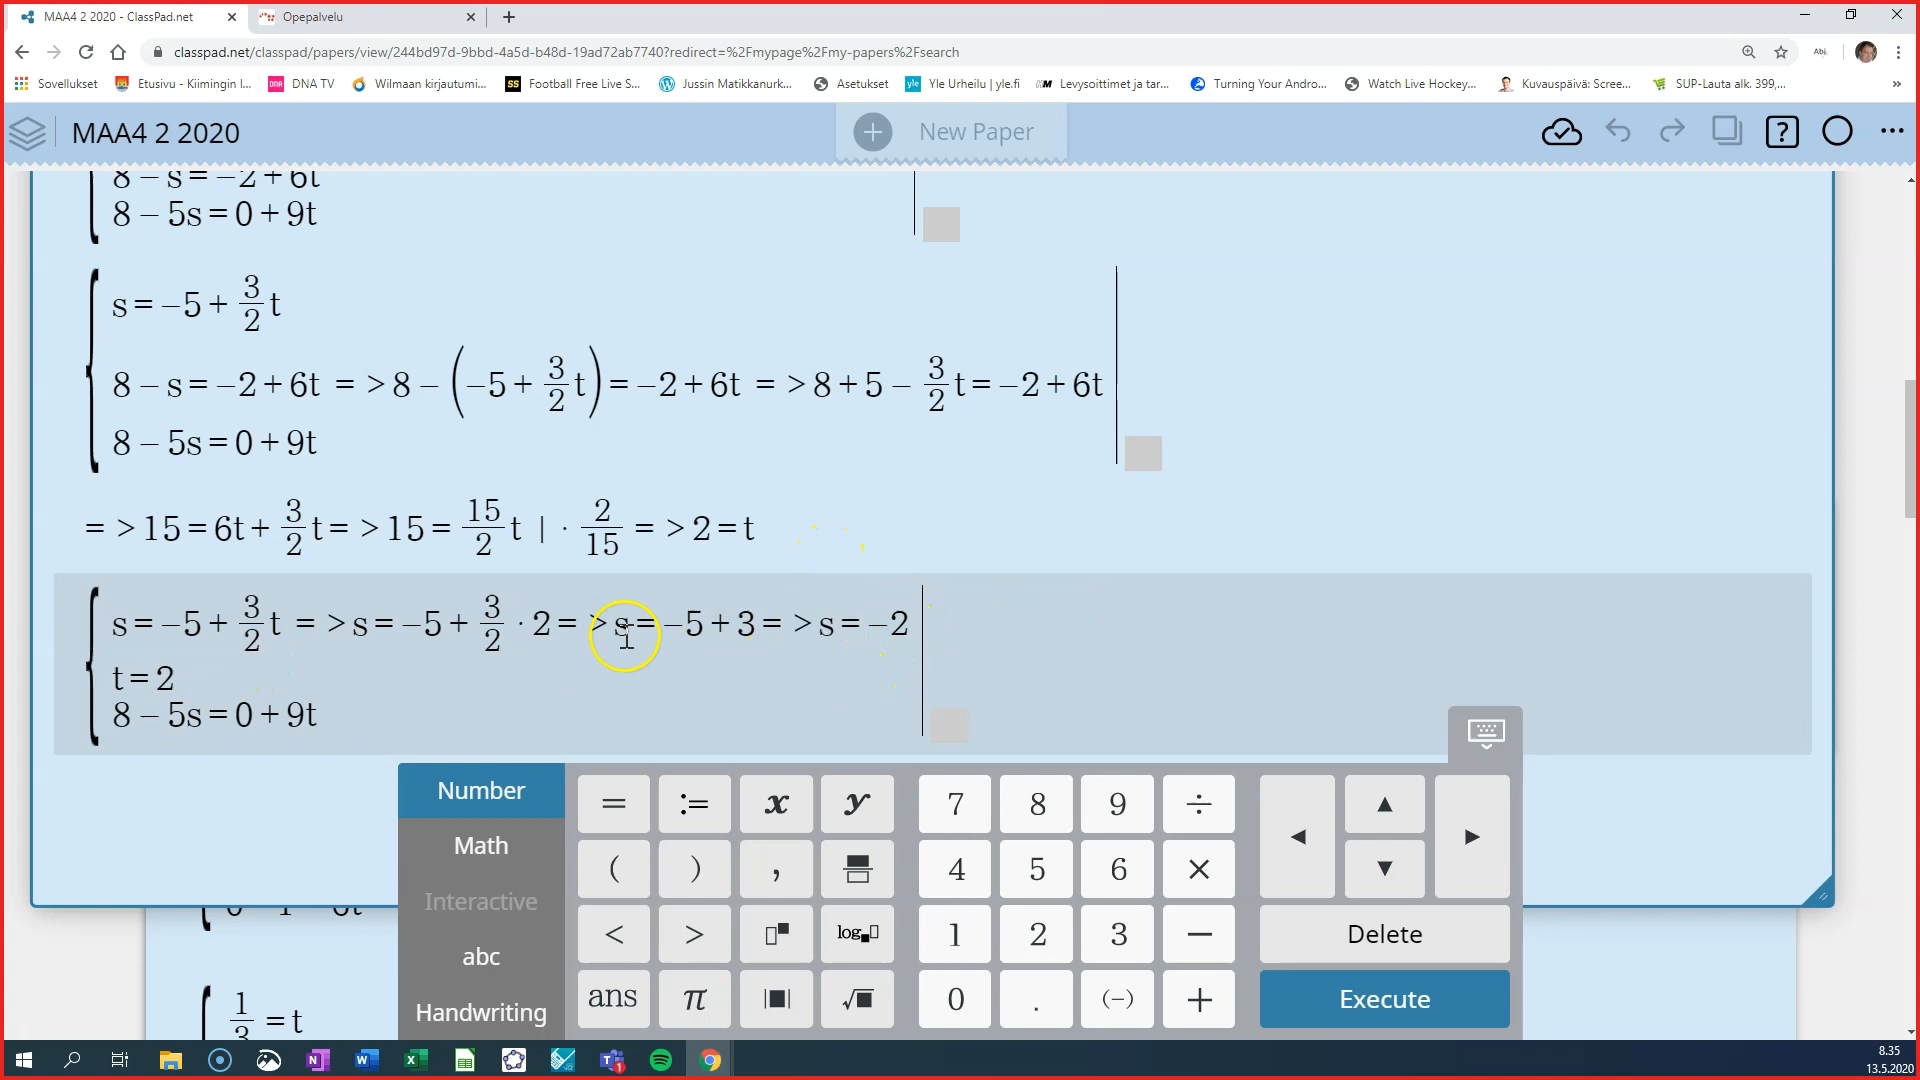 MAA4 2 2020 - ClassPad.net
Opepalvelu
classpad.net/classpad/papers/view/244bd97d-9bbd-4a5d-b48d-19ad72ab7740?redirect=%2Fmypage%2Fmy-papers%2Fsearch
Sovellukset Etusivu - Kiimingin l... DNA TV Wilmaan kirjautumi... Football Free Live S... Jussin Matikkanurk... Asetukset Yle Urheilu | yle.fi Levysoittimet ja tar... Turning Your Andro... Watch Live Hockey... Kuvauspäivä: Scree... SUP-Lauta alk. 399,... »
MAA4 2 2020
New Paper
8 – s = –2 + 6t
8 – 5s = 0 + 9t
s = –5 + 3/2 t
8 – s = –2 + 6t = > 8 – (–5 + 3/2 t) = –2 + 6t = > 8 + 5 – 3/2 t = –2 + 6t
8 – 5s = 0 + 9t
= > 15 = 6t + 3/2 t = > 15 = 15/2 t | · 2/15 = > 2 = t
s = –5 + 3/2 t = > s = –5 + 3/2 · 2 = > s = –5 + 3 = > s = –2
t = 2
8 – 5s = 0 + 9t
1/3 = t
Number
Math
Interactive
abc
Handwriting
= := x y 7 8 9 ÷
( ) , 4 5 6 ×
< > log 1 2 3 – Delete
ans π |■| √■ 0 . (–) + Execute
8.35
13.5.2020